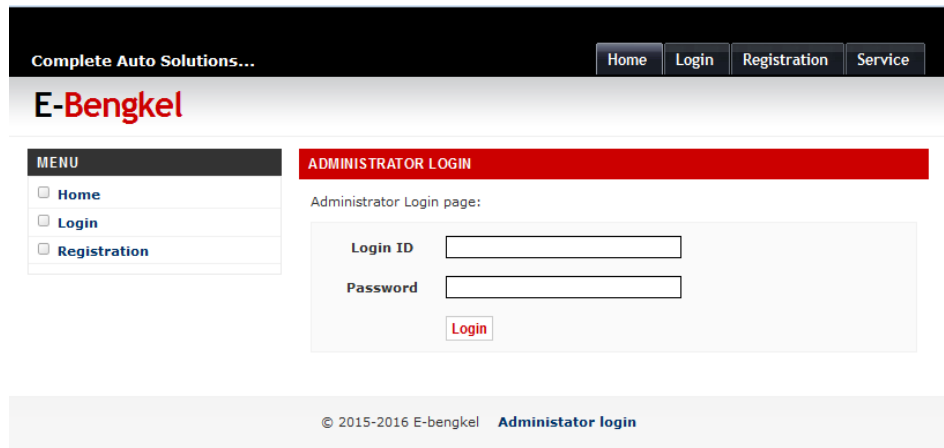 Complete Auto Solutions...
Home Login Registration Service
E-Bengkel
MENU
Home
Login
Registration
ADMINISTRATOR LOGIN
Administrator Login page:
Login ID
Password
Login
© 2015-2016 E-bengkel Administator login